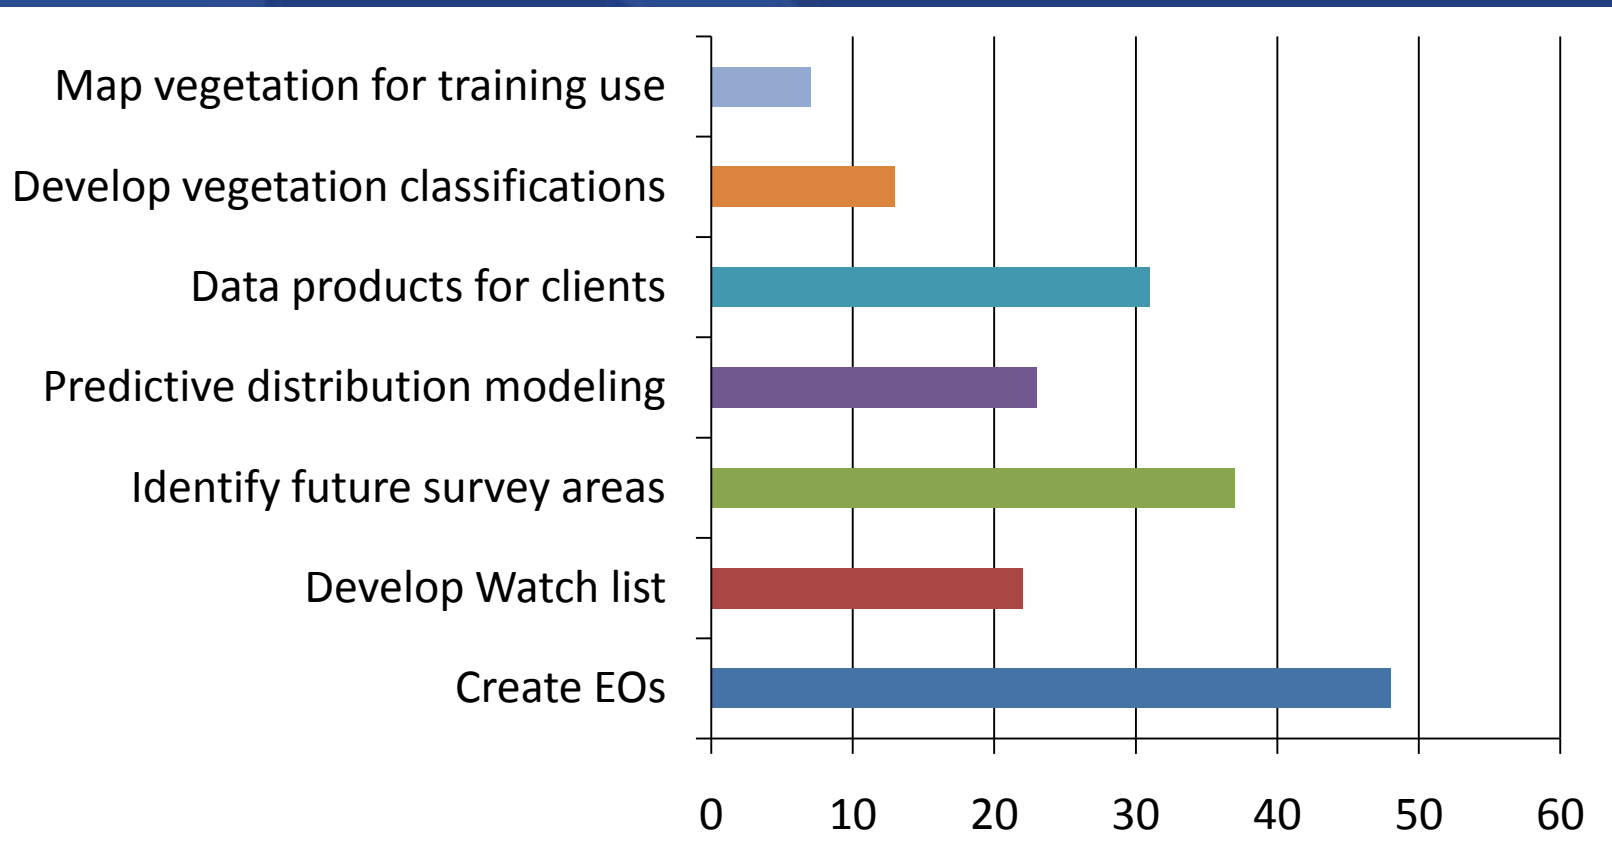 Map vegetation for training use
Develop vegetation classifications
Data products for clients
Predictive distribution modeling
Identify future survey areas
Develop Watch list
Create EOs
0 10 20 30 40 50 60